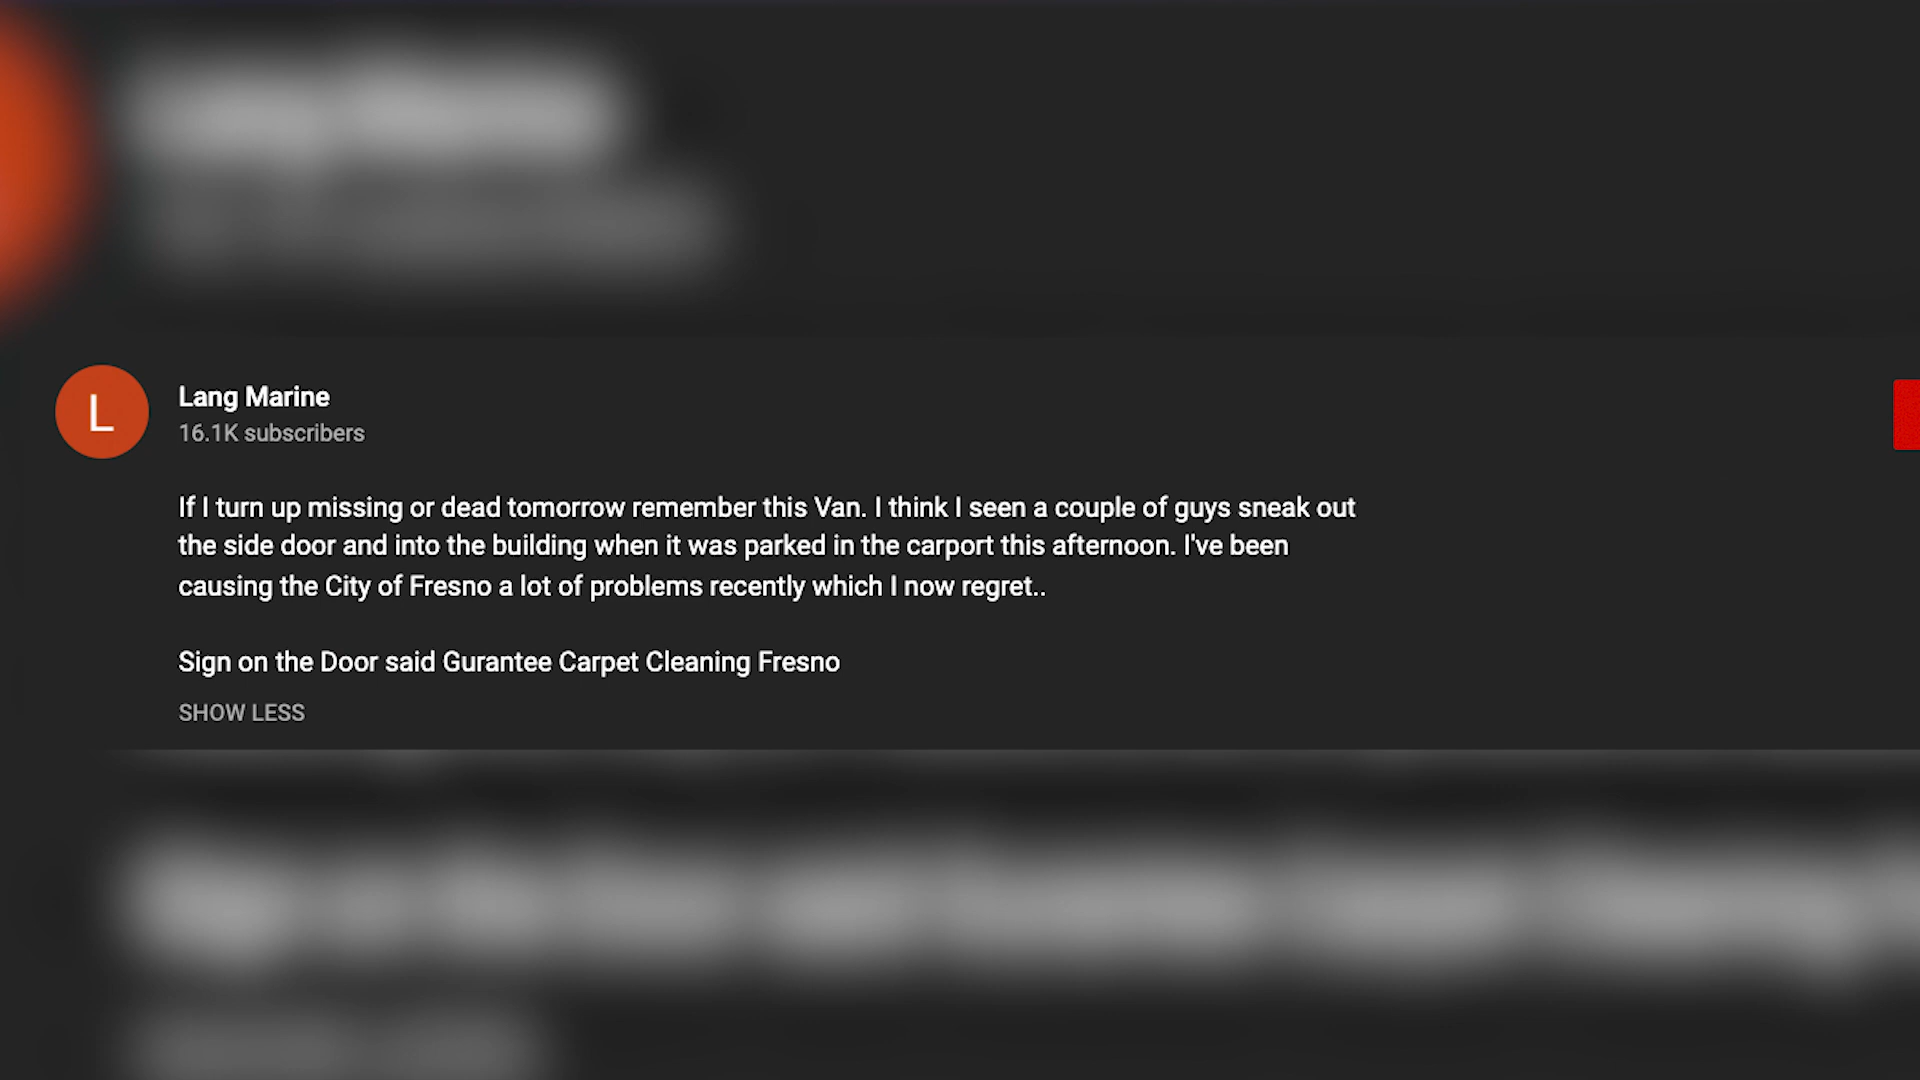 L
Lang Marine
16.1K subscribers
If I turn up missing or dead tomorrow remember this Van. I think I seen a couple of guys sneak out
the side door and into the building when it was parked in the carport this afternoon. I've been
causing the City of Fresno a lot of problems recently which I now regret..
Sign on the Door said Gurantee Carpet Cleaning Fresno
SHOW LESS